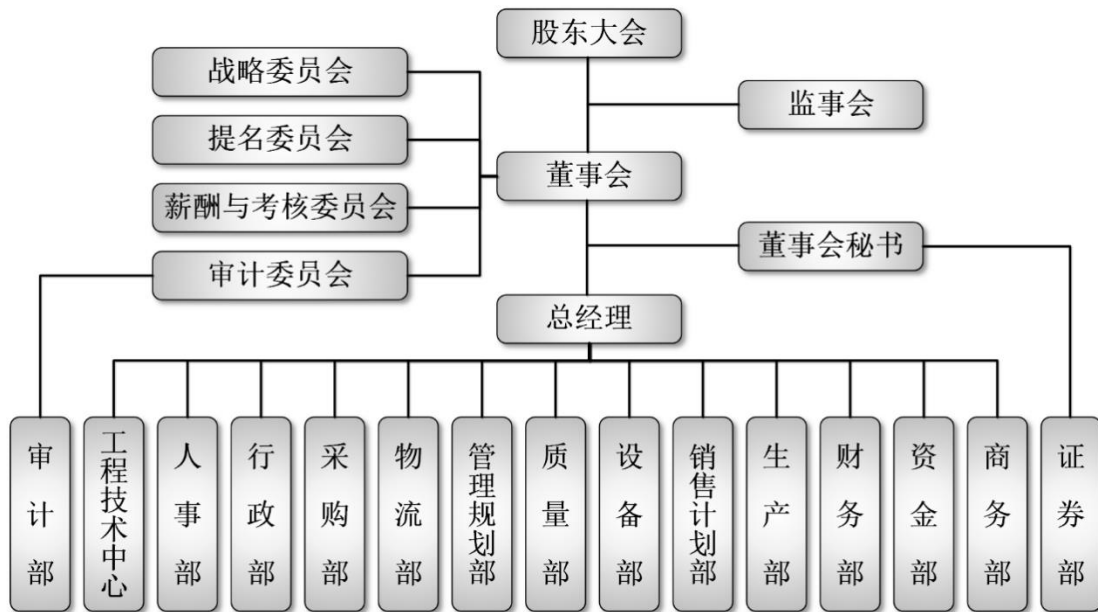 股东大会
战略委员会
监事会
提名委员会
董事会
薪酬与考核委员会
董事会秘书
审计委员会
总经理
审计部
工程技术中心
人事部
行政部
采购部
物流部
管理规划部
质量部
设备部
销售计划部
生产部
财务部
资金部
商务部
证券部